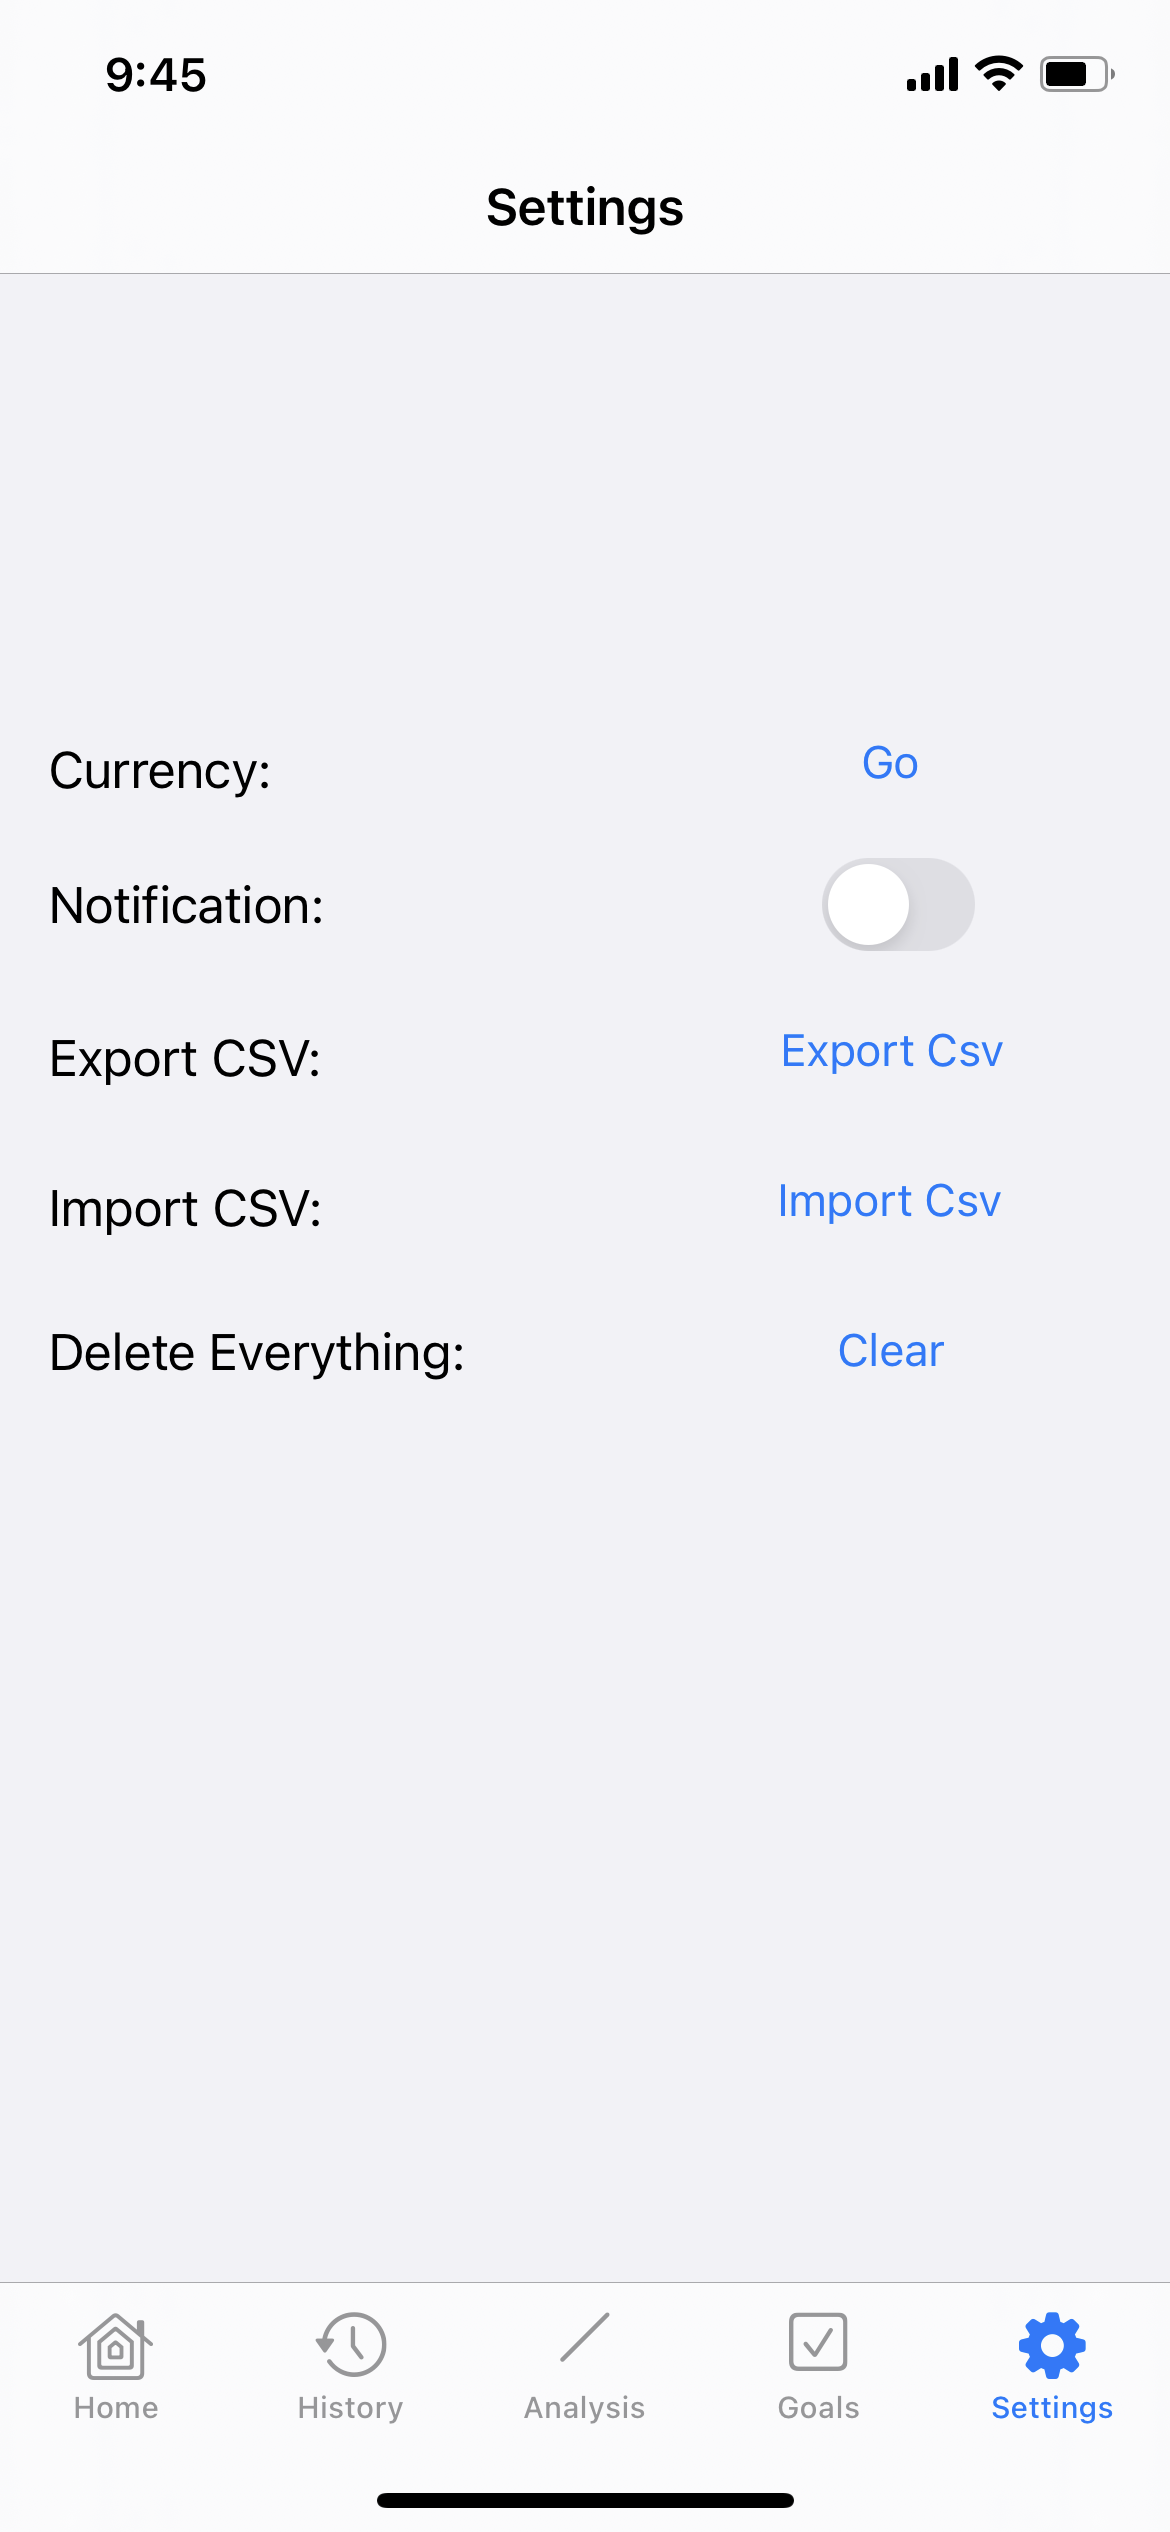 9:45
Settings
Currency: Go
Notification:
Export CSV: Export Csv
Import CSV: Import Csv
Delete Everything: Clear
Home History Analysis Goals Settings